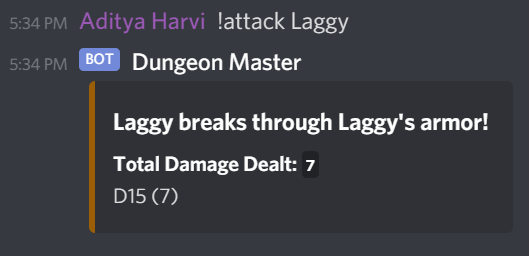 5:34 PM Aditya Harvi !attack Laggy
5:34 PM BOT Dungeon Master
Laggy breaks through Laggy's armor!
Total Damage Dealt: 7
D15 (7)